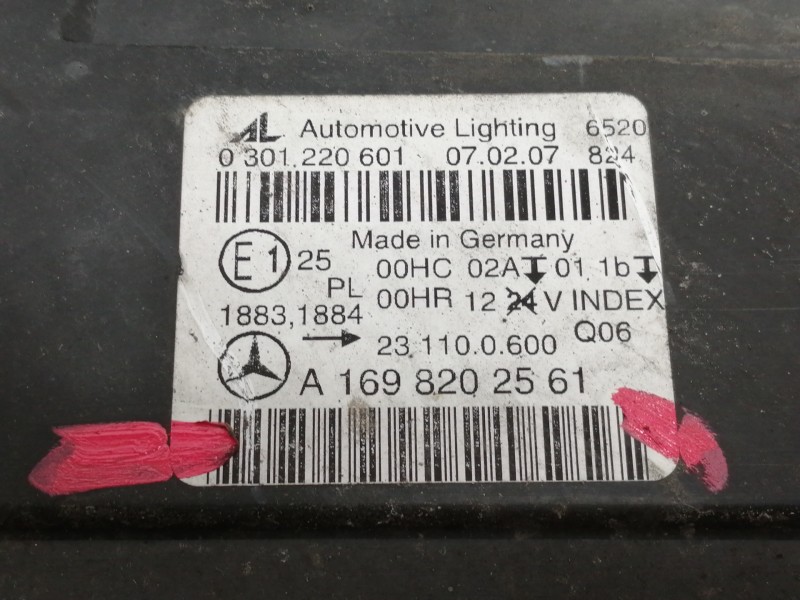 AL Automotive Lighting 6520
0 301.220 601 07.02.07 824
Made in Germany
E1 25 00HC 02A 01 1b
PL 00HR 12 24 V INDEX
1883,1884 Q06
→ 23 110.0.600
A 169 820 25 61